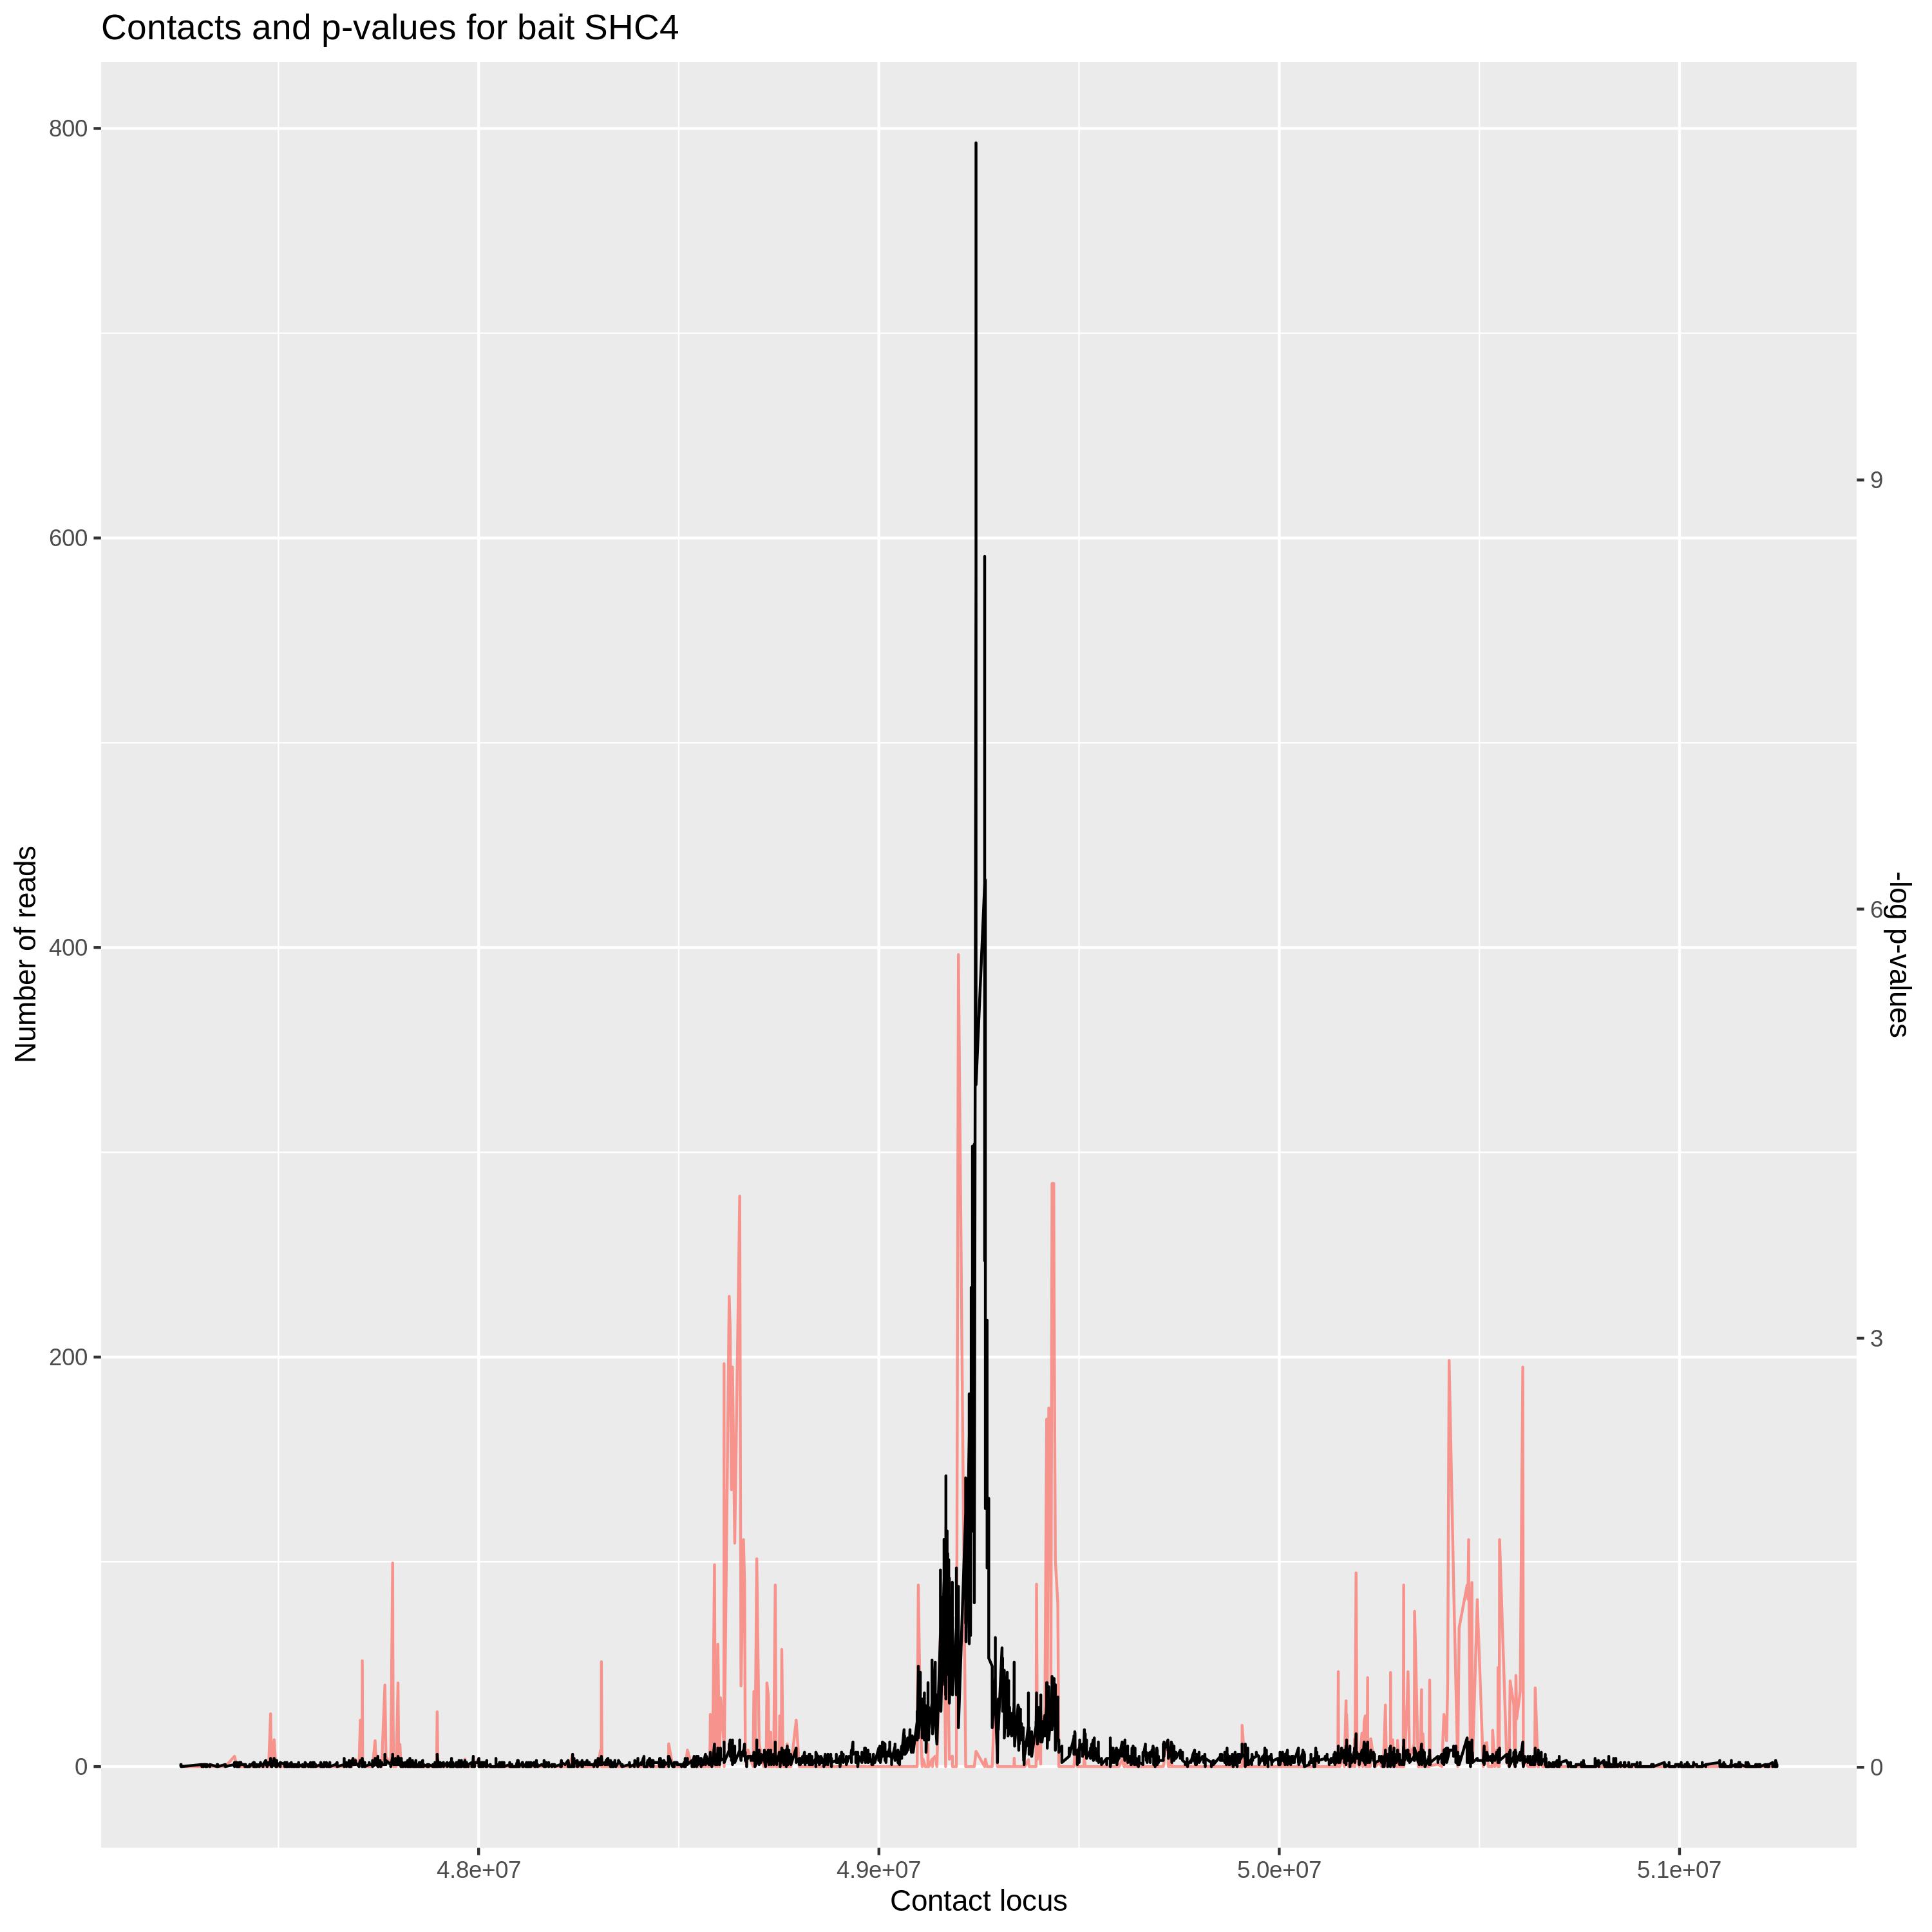 Contacts and p-values for bait SHC4
800
600
400
200
0
Number of reads
9
6
3
0
-log p-values
4.8e+07
4.9e+07
5.0e+07
5.1e+07
Contact locus